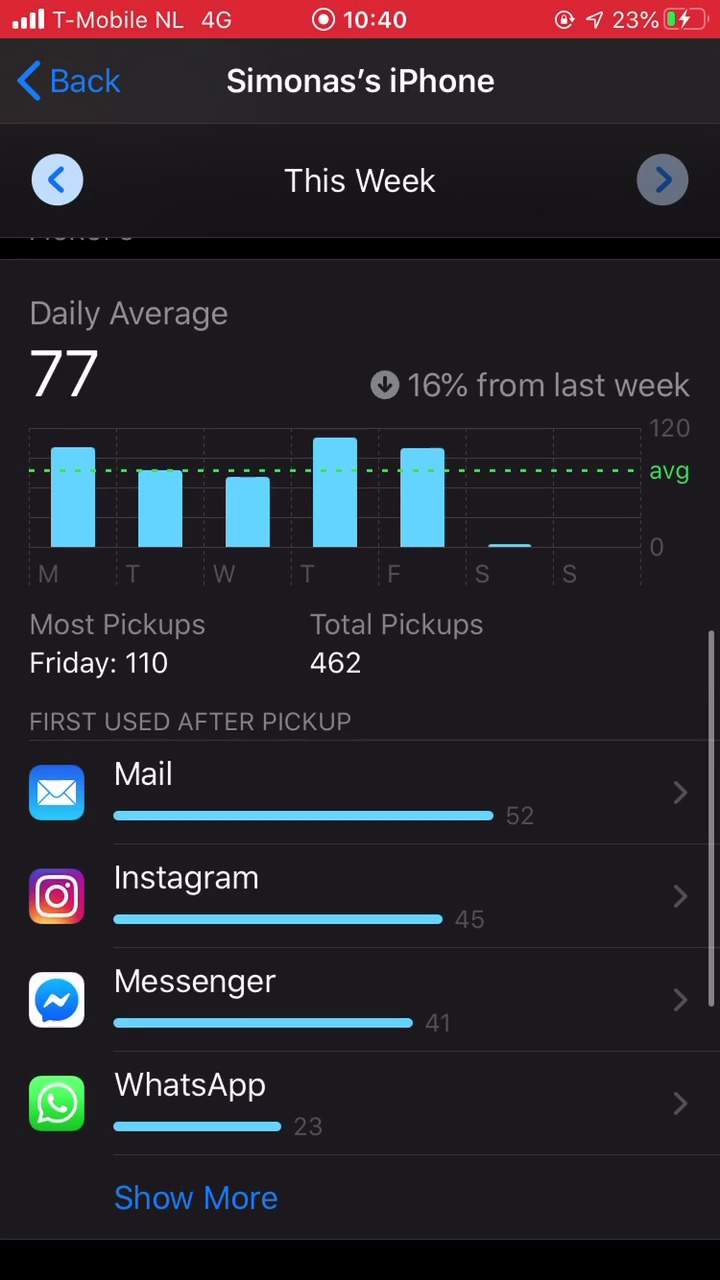 T-Mobile NL 4G 10:40 23%
Back Simonas's iPhone
This Week
Daily Average
77
16% from last week
120
avg
0
M T W T F S S
Most Pickups Total Pickups
Friday: 110 462
FIRST USED AFTER PICKUP
Mail
52
Instagram
45
Messenger
41
WhatsApp
23
Show More